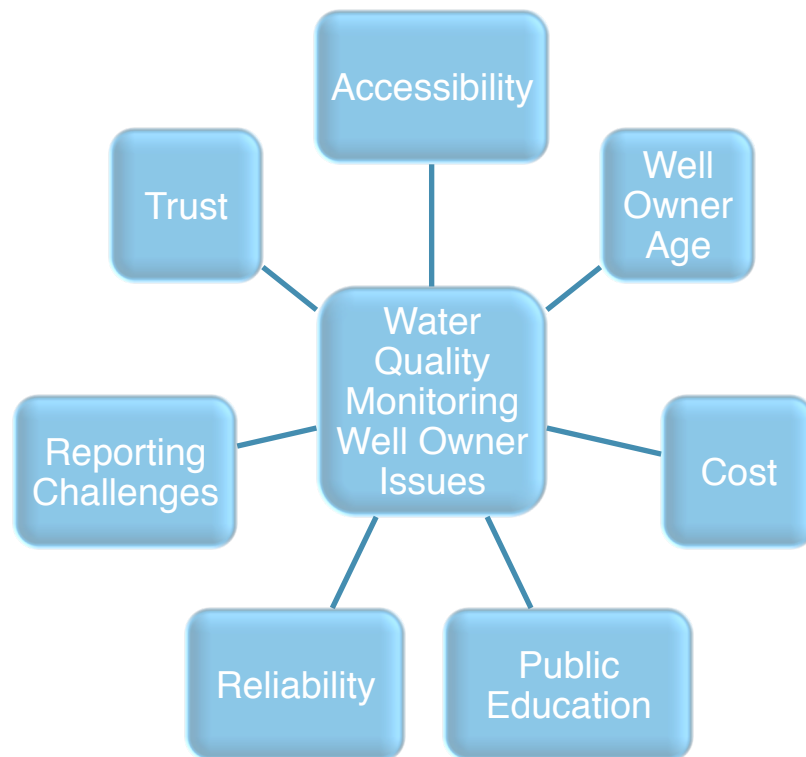 Accessibility
Well
Owner
Age
Trust
Water
Quality
Monitoring
Well Owner
Issues
Reporting
Challenges
Cost
Reliability
Public
Education